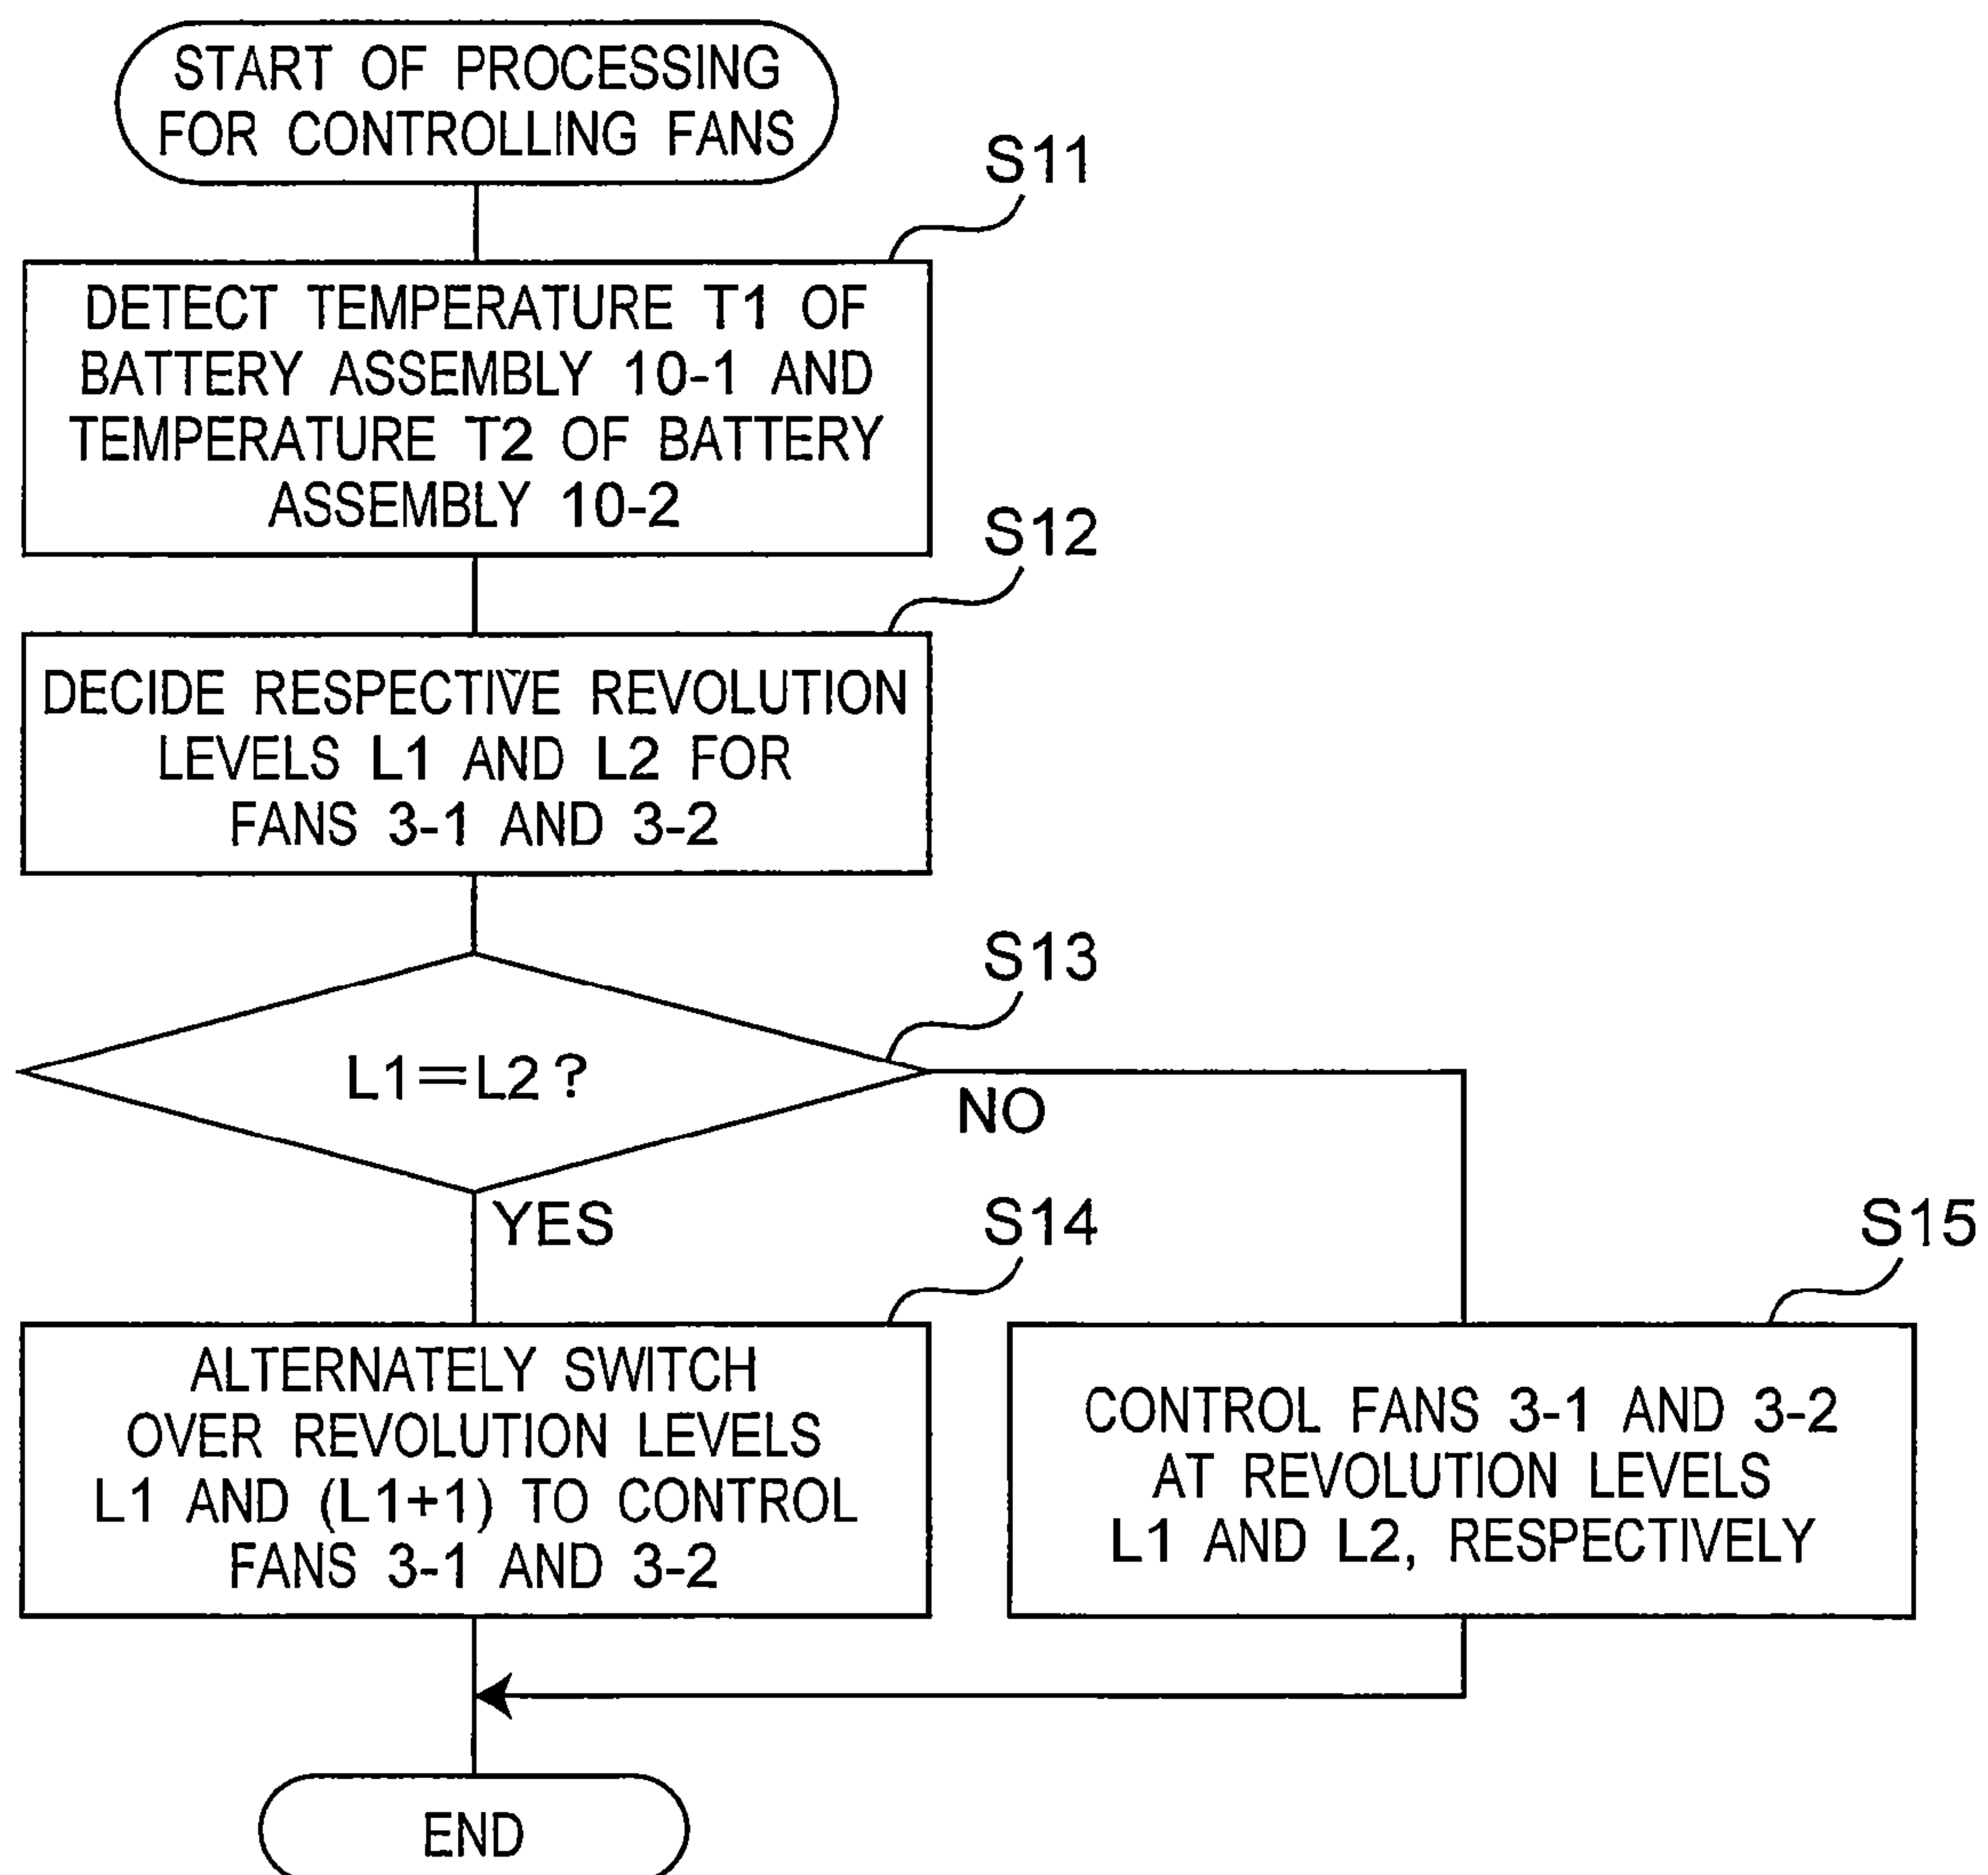 START OF PROCESSING
FOR CONTROLLING FANS
S11
DETECT TEMPERATURE T1 OF
BATTERY ASSEMBLY 10-1 AND
TEMPERATURE T2 OF BATTERY
ASSEMBLY 10-2
S12
DECIDE RESPECTIVE REVOLUTION
LEVELS L1 AND L2 FOR
FANS 3-1 AND 3-2
S13
L1=L2?
NO
YES
S14
ALTERNATELY SWITCH
OVER REVOLUTION LEVELS
L1 AND (L1+1) TO CONTROL
FANS 3-1 AND 3-2
S15
CONTROL FANS 3-1 AND 3-2
AT REVOLUTION LEVELS
L1 AND L2, RESPECTIVELY
END